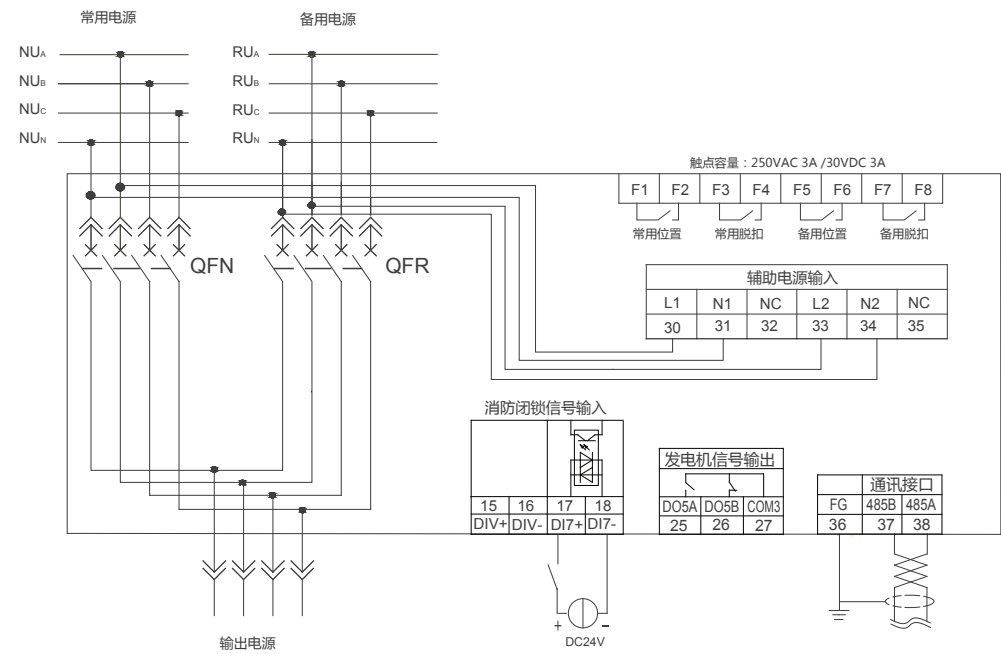 常用电源 备用电源
NUA RUA
NUB RUB
NUC RUC
NUN RUN
触点容量：250VAC 3A /30VDC 3A
F1 F2 F3 F4 F5 F6 F7 F8
常用位置 常用脱扣 备用位置 备用脱扣
QFN QFR
辅助电源输入
L1 N1 NC L2 N2 NC
30 31 32 33 34 35
消防闭锁信号输入
发电机信号输出
通讯接口
15 16 17 18
DIV+ DIV- DI7+ DI7-
DO5A DO5B COM3
25 26 27
FG 485B 485A
36 37 38
+ -
DC24V
输出电源